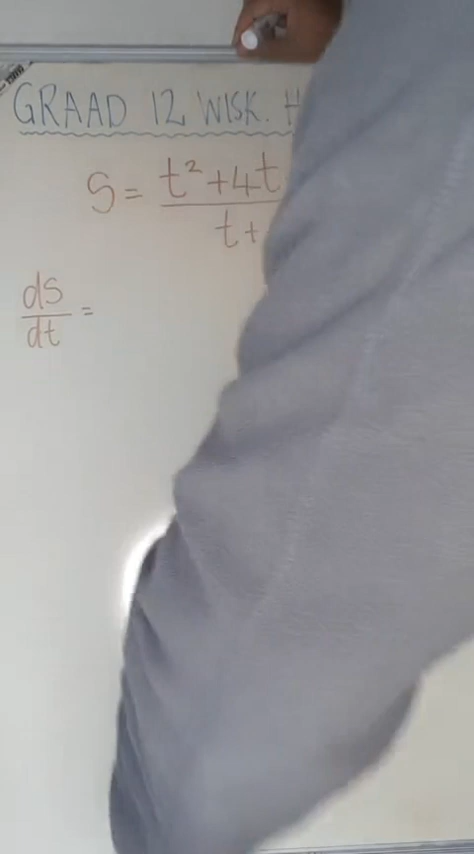 GRAAD 12 WISK. H
S = t² + 4t
t +
ds
dt =